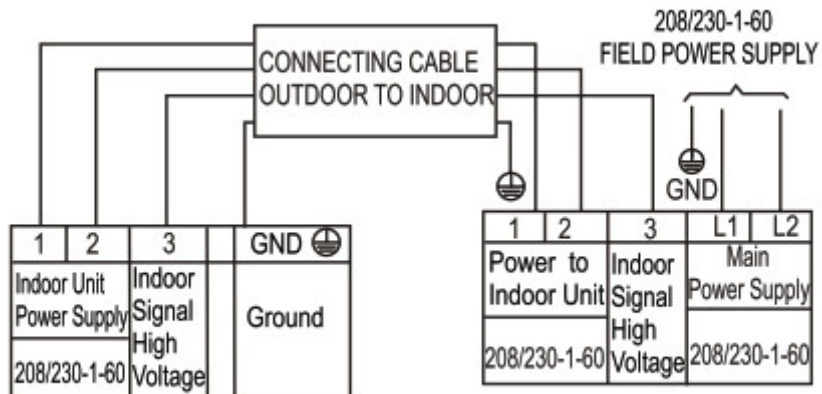 208/230-1-60
FIELD POWER SUPPLY
CONNECTING CABLE
OUTDOOR TO INDOOR
GND
1 2 3 GND
Indoor Unit
Power Supply
208/230-1-60
Indoor
Signal
High
Voltage
Ground
1 2 3 L1 L2
Power to
Indoor Unit
208/230-1-60
Indoor
Signal
High
Voltage
Main
Power Supply
208/230-1-60